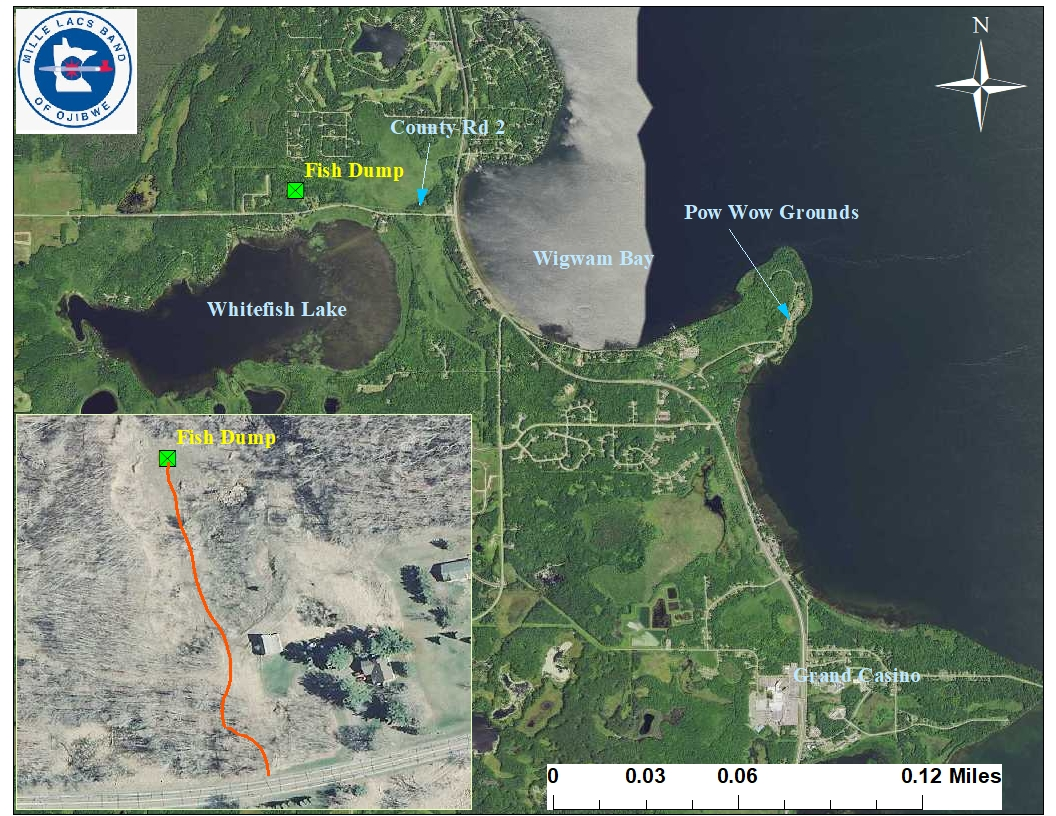 MILLE LACS BAND
OF OJIBWE
N
County Rd 2
Fish Dump
Pow Wow Grounds
Wigwam Bay
Whitefish Lake
Fish Dump
Grand Casino
0 0.03 0.06 0.12 Miles